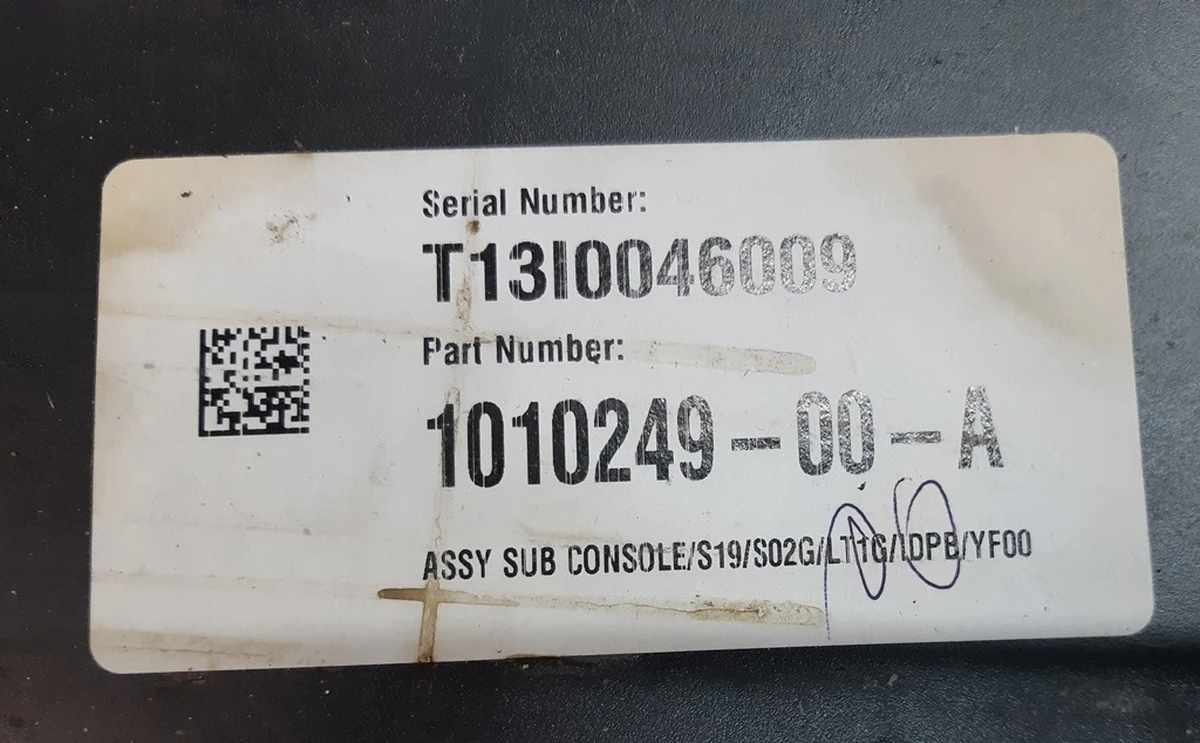 Serial Number:
T13I0046009
Part Number:
1010249-00-A
ASSY SUB CONSOLE/S19/S02G/LT1G/IDPB/YF00